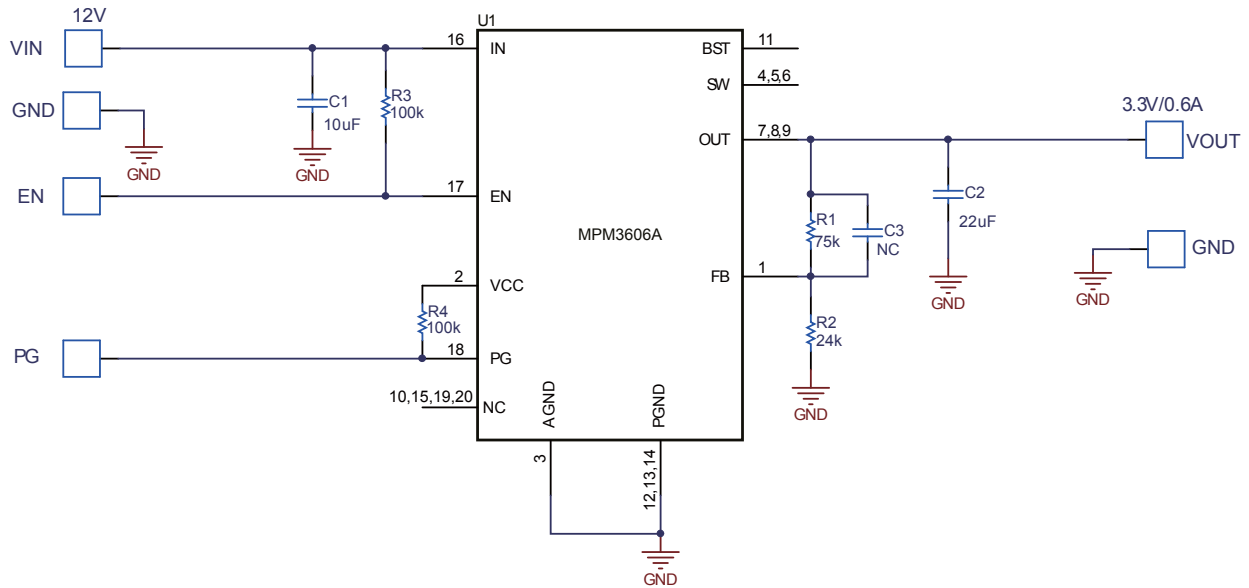 12V
U1
VIN
16
IN
BST
11
C1
10uF
R3
100k
SW
4,5,6
GND
GND
GND
3.3V/0.6A
OUT
7,8,9
VOUT
EN
17
EN
R1
75k
C3
NC
C2
22uF
MPM3606A
GND
GND
GND
FB
1
2
VCC
R4
100k
R2
24k
PG
18
PG
GND
10,15,19,20
NC
AGND
PGND
3
12,13,14
GND